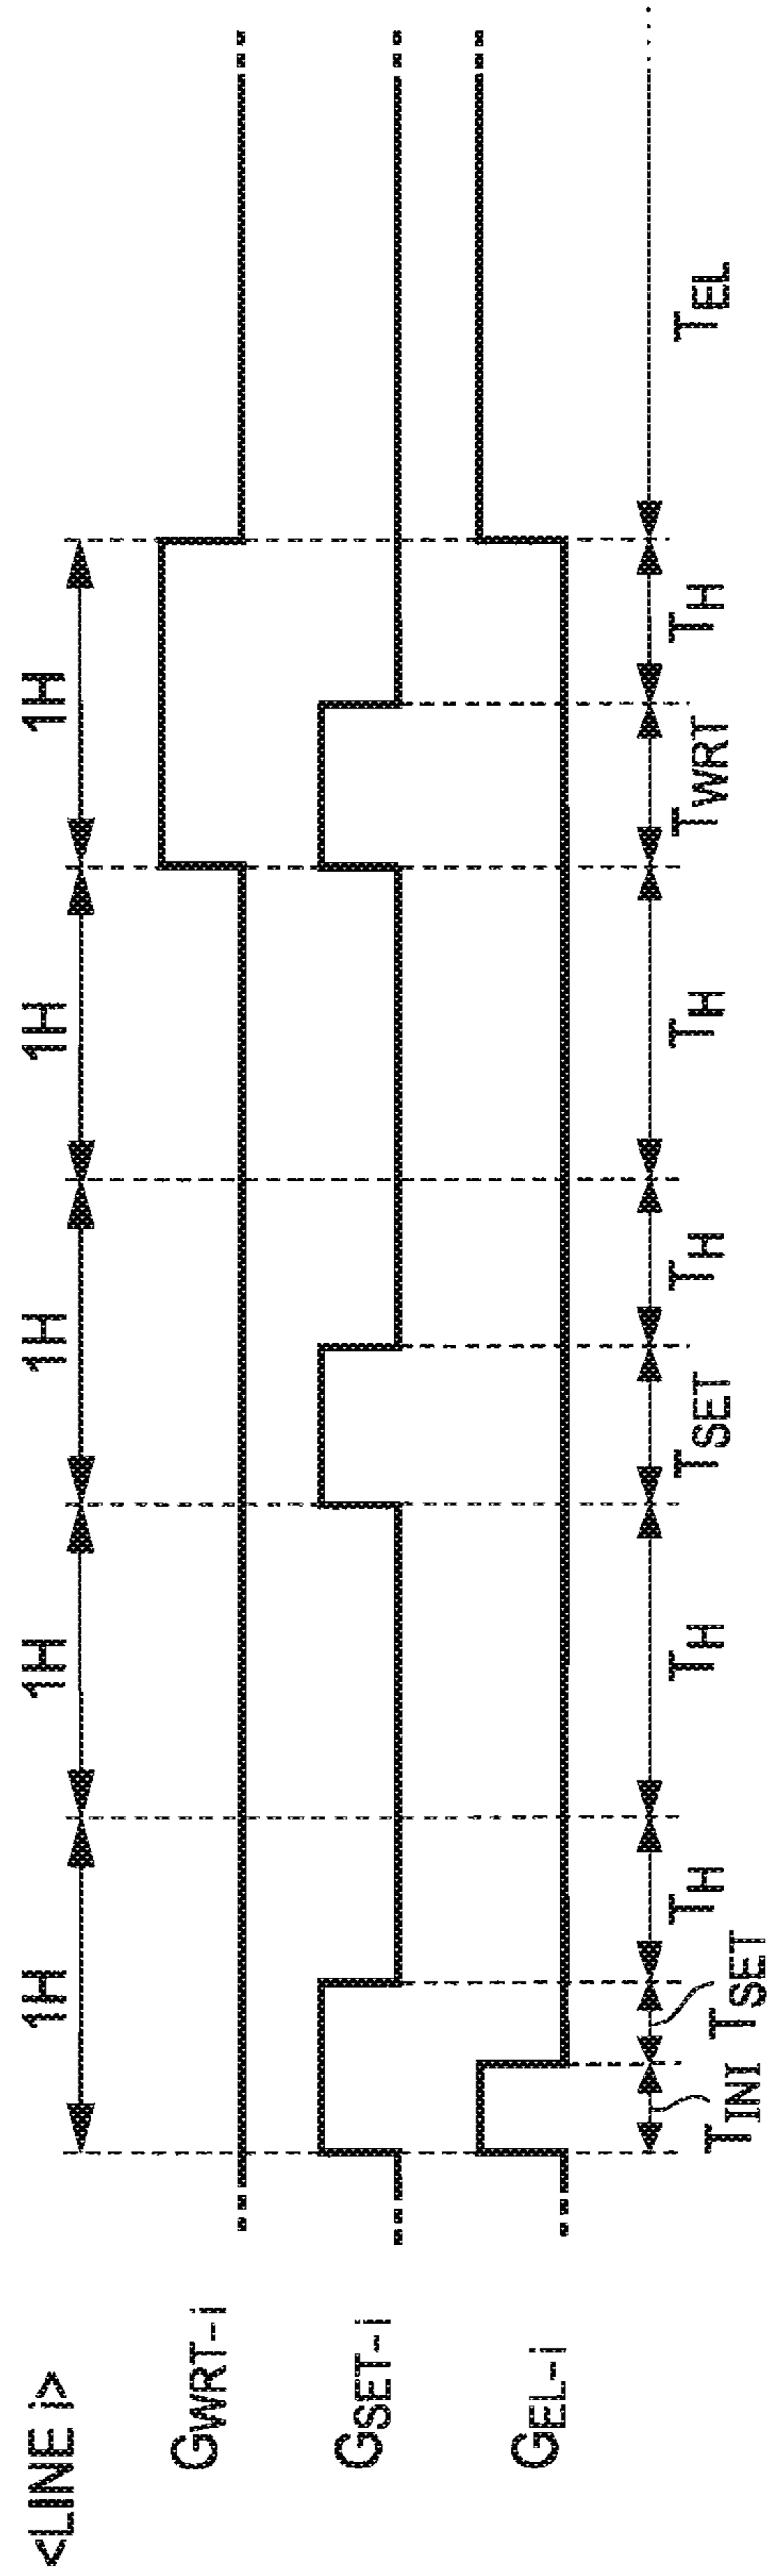 <LINE i>
1H 1H 1H 1H 1H
GWRT-i
GSET-i
GEL-i
TINI TSET TH TH TSET TH TH TWRT TH TEL